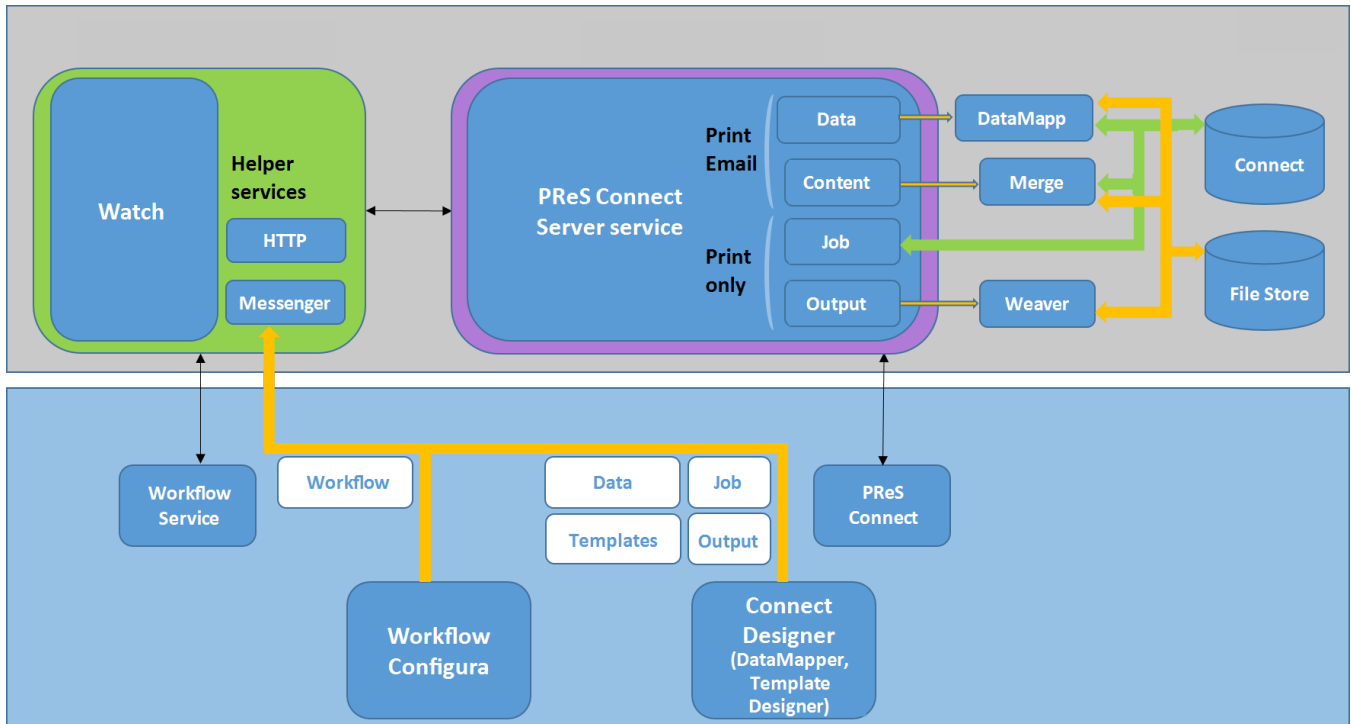 Watch
Helper
services
HTTP
Messenger
PReS Connect
Server service
Print
Email
Print
only
Data
Content
Job
Output
DataMapp
Merge
Weaver
Connect
File Store
Workflow
Service
Workflow
Data
Job
Templates
Output
PReS
Connect
Workflow
Configura
Connect
Designer
(DataMapper,
Template
Designer)